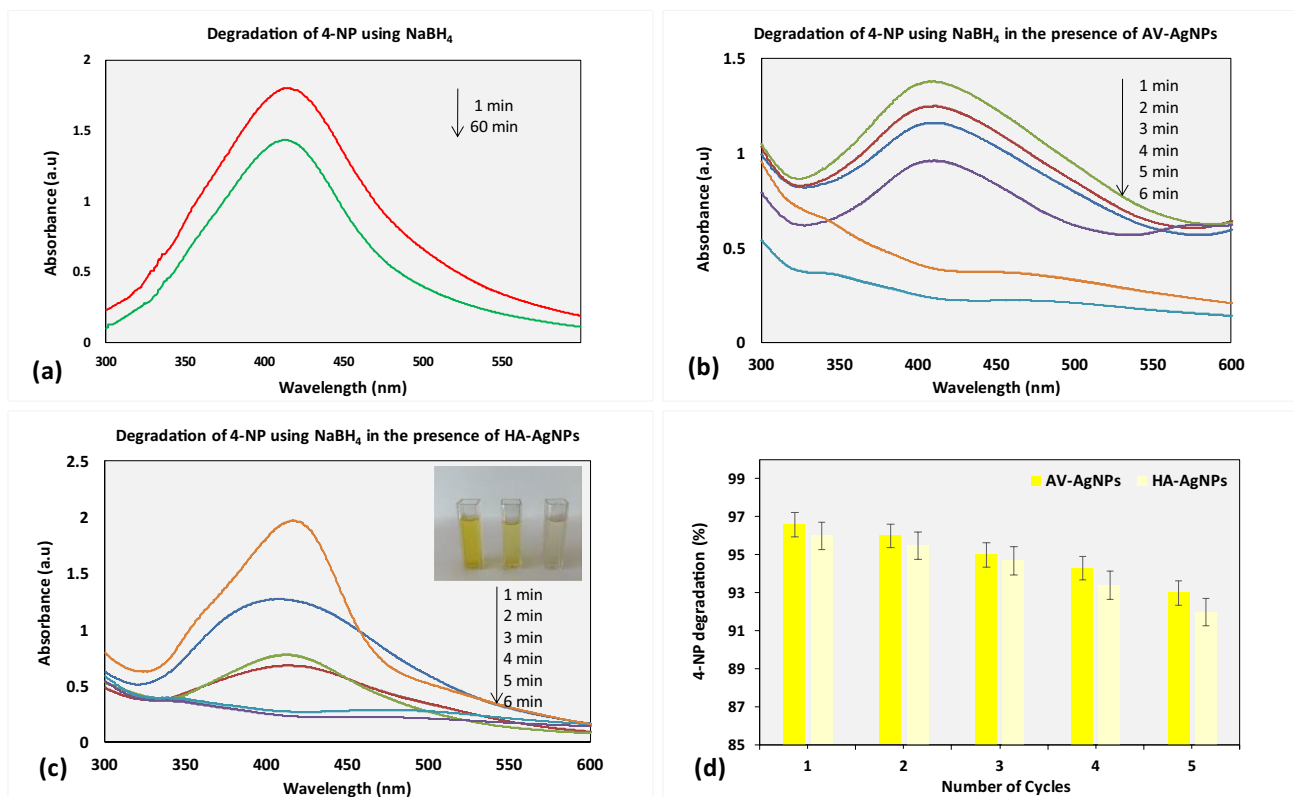 Degradation of 4-NP using NaBH₄
2
1.5
1
0.5
0
Absorbance (a.u)
1 min
60 min
300 350 400 450 500 550
Wavelength (nm)
(a)
Degradation of 4-NP using NaBH₄ in the presence of AV-AgNPs
1.5
1
0.5
0
Absorbance (a.u)
1 min
2 min
3 min
4 min
5 min
6 min
300 350 400 450 500 550 600
Wavelength (nm)
(b)
Degradation of 4-NP using NaBH₄ in the presence of HA-AgNPs
2.5
2
1.5
1
0.5
0
Absorbance (a.u)
1 min
2 min
3 min
4 min
5 min
6 min
300 350 400 450 500 550 600
Wavelength (nm)
(c)
AV-AgNPs HA-AgNPs
99
97
95
93
91
89
87
85
4-NP degradation (%)
1 2 3 4 5
Number of Cycles
(d)